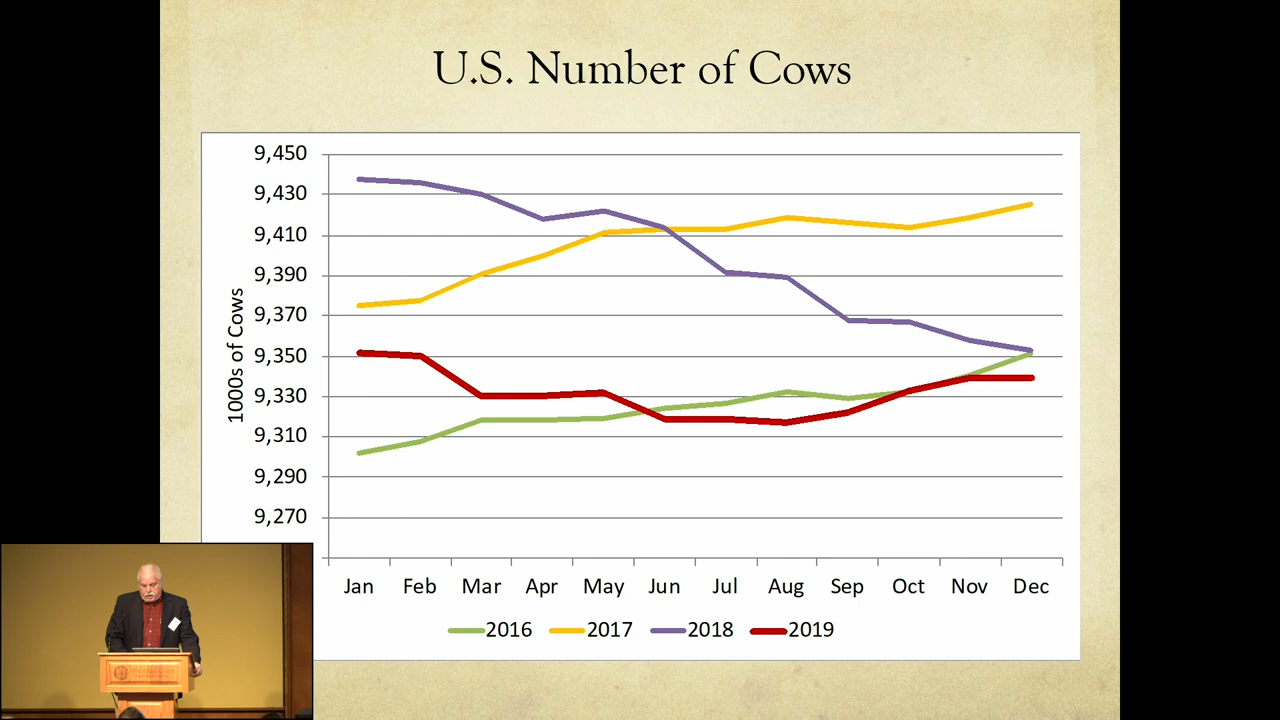 U.S. Number of Cows
1000s of Cows
9,450
9,430
9,410
9,390
9,370
9,350
9,330
9,310
9,290
9,270
Jan Feb Mar Apr May Jun Jul Aug Sep Oct Nov Dec
2016 2017 2018 2019